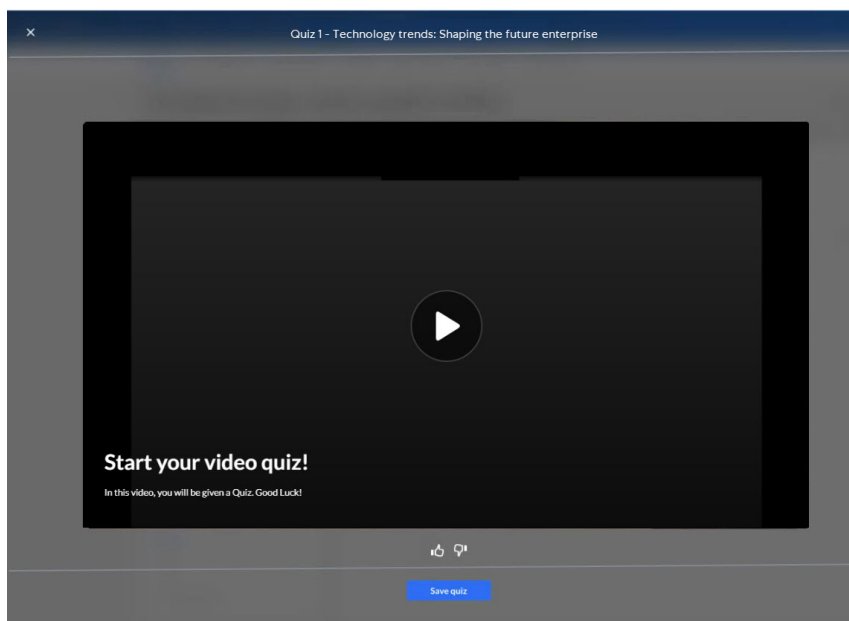 Quiz 1 - Technology trends: Shaping the future enterprise
Start your video quiz!
In this video, you will be given a Quiz. Good Luck!
Save quiz